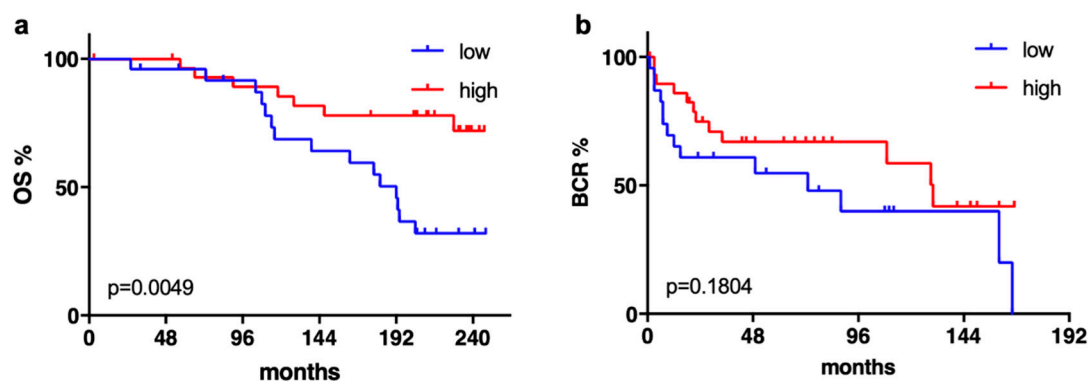 a
low
high
100
50
0
OS %
p=0.0049
0 48 96 144 192 240
months
b
low
high
100
50
0
BCR %
p=0.1804
0 48 96 144 192
months